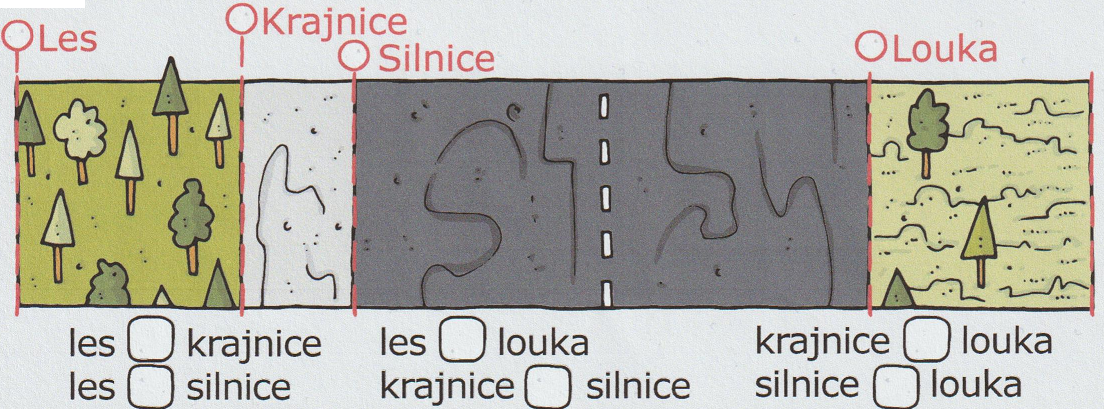 Les
Krajnice
Silnice
Louka
les krajnice
les silnice
les louka
krajnice silnice
krajnice louka
silnice louka